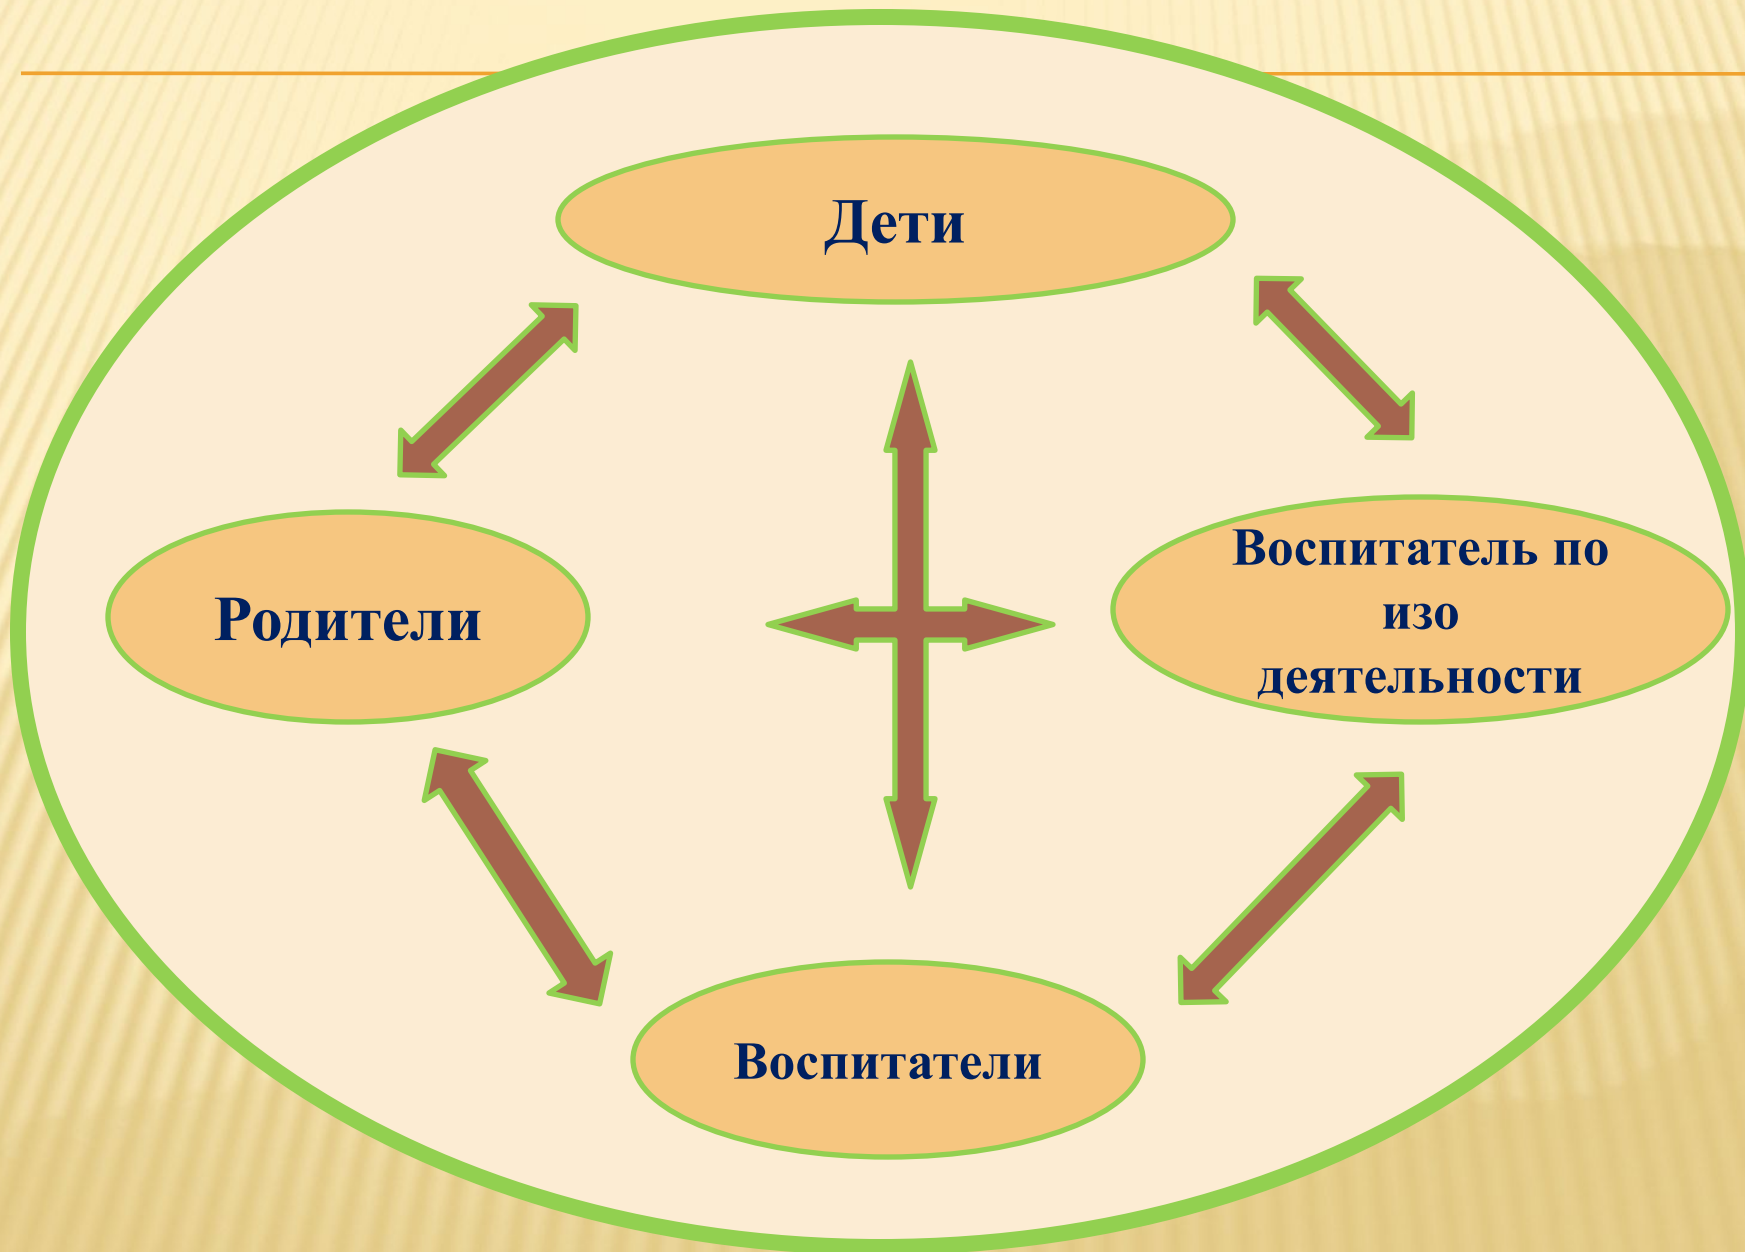 Дети
Родители
Воспитатель по
изо
деятельности
Воспитатели